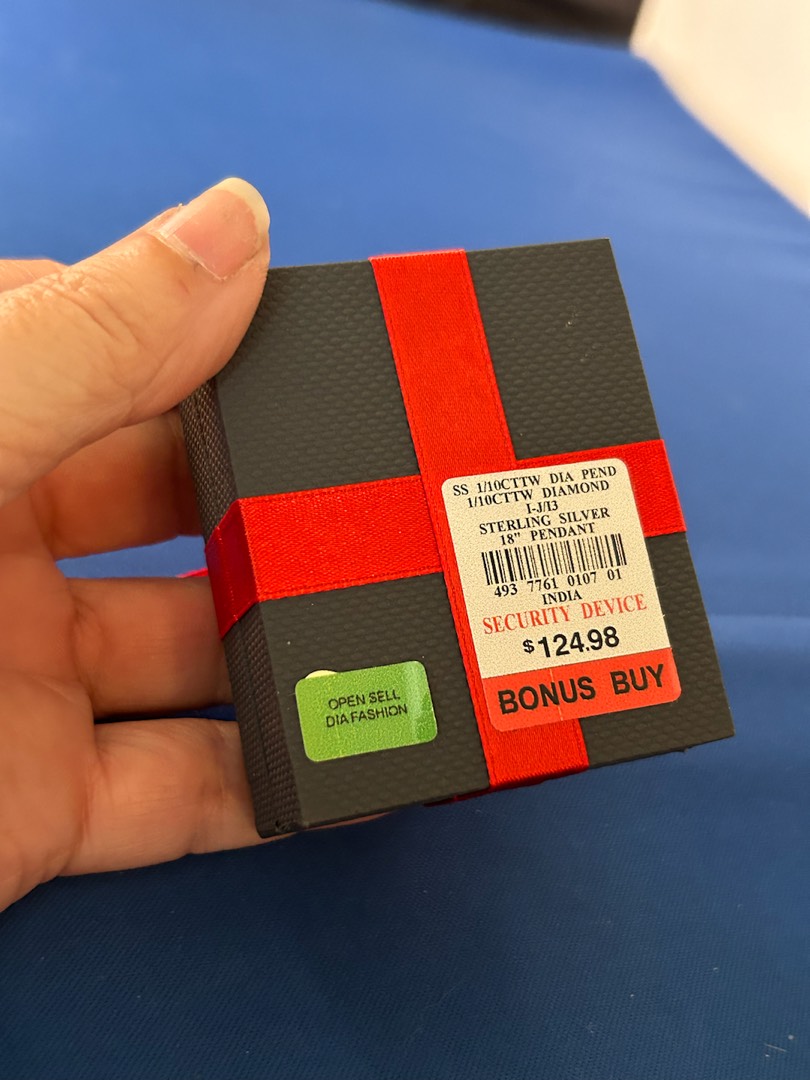 SS 1/10CTTW DIA PEND
1/10CTTW DIAMOND
I-J/I3
STERLING SILVER
18" PENDANT
493 7761 0107 01
INDIA
SECURITY DEVICE
$124.98
BONUS BUY
OPEN SELL
DIA FASHION